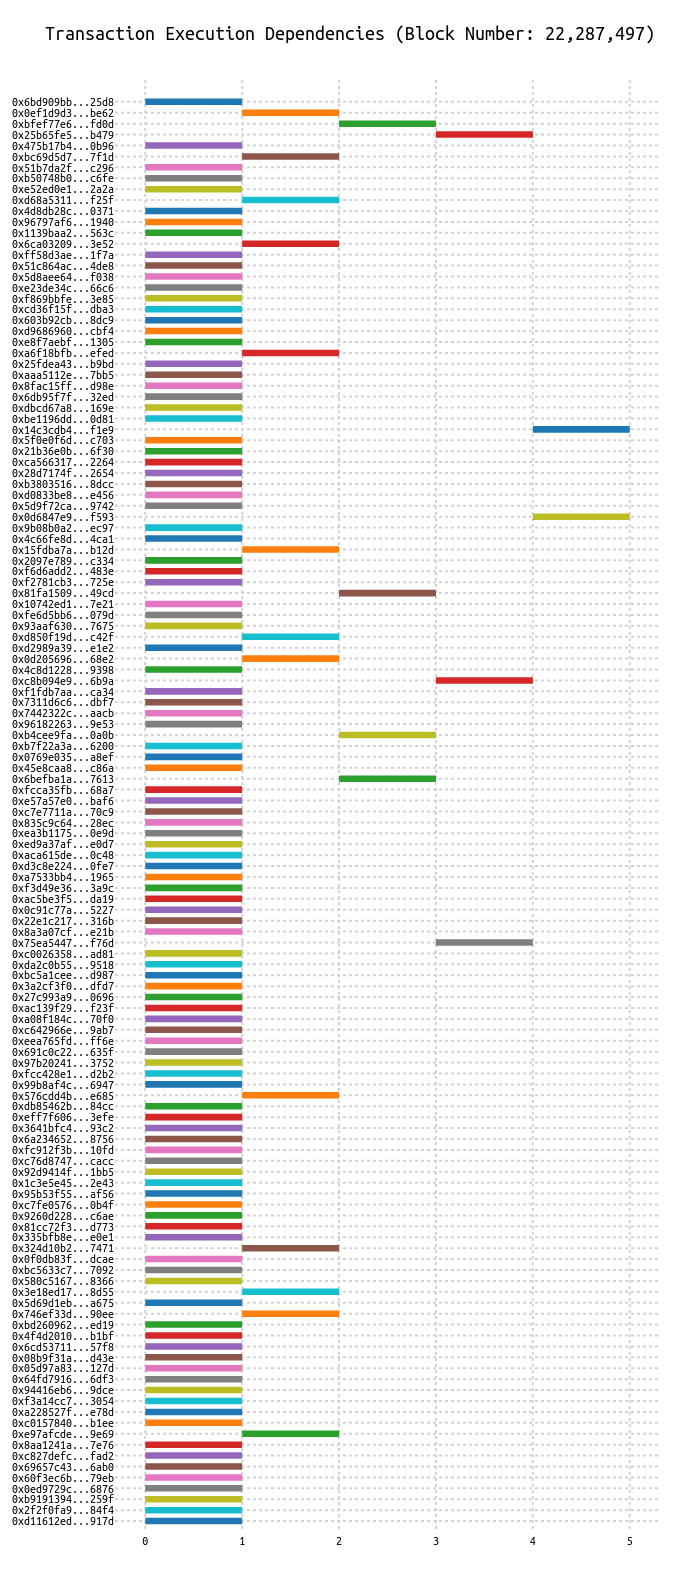 Transaction Execution Dependencies (Block Number: 22,287,497)
0x6bd909bb...25d8
0x0ef1d9d3...be62
0xbfef77e6...fd0d
0x25b65fe5...b479
0x475b17b4...0b96
0xbc69d5d7...7f1d
0x51b7da2f...c296
0xb50748b0...c6fe
0xe52ed0e1...2a2a
0xd68a5311...f25f
0x4d8db28c...0371
0x96797af6...1940
0x1139baa2...563c
0x6ca03209...3e52
0xff58d3ae...1f7a
0x51c864ac...4de8
0x5d8aee64...f038
0xe23de34c...66c6
0xf869bbfe...3e85
0xcd36f15f...dba3
0x603b92cb...8dc9
0xd9686960...cbf4
0xe8f7aebf...1305
0xa6f18bfb...efed
0x25fdea43...b9bd
0xaaa5112e...7bb5
0x8fac15ff...d98e
0x6db95f7f...32ed
0xdbcd67a8...169e
0xbe1196dd...0d81
0x14c3cdb4...f1e9
0x5f0e0f6d...c703
0x21b36e0b...6f30
0xca566317...2264
0x28d7174f...2654
0xb3803516...8dcc
0xd0833be8...e456
0x5d9f72ca...9742
0x0d6847e9...f593
0x9b08b0a2...ec97
0x4c66fe8d...4ca1
0x15fdba7a...b12d
0x2097e789...c334
0xf6d6add2...483e
0xf2781cb3...725e
0x81fa1509...49cd
0x10742ed1...7e21
0xfe6d5bb6...079d
0x93aaf630...7675
0xd850f19d...c42f
0xd2989a39...e1e2
0x0d205696...68e2
0x4c8d1228...9398
0xc8b094e9...6b9a
0xf1fdb7aa...ca34
0x7311d6c6...dbf7
0x7442322c...aacb
0x96182263...9e53
0xb4cee9fa...0a0b
0xb7f22a3a...6200
0x0769e035...a8ef
0x45e8caa8...c86a
0x6befba1a...7613
0xfcca35fb...68a7
0xe57a57e0...baf6
0xc7e7711a...70c9
0x835c9c64...28ec
0xea3b1175...0e9d
0xed9a37af...e0d7
0xaca615de...0c48
0xd3c8e224...0fe7
0xa7533bb4...1965
0xf3d49e36...3a9c
0xac5be3f5...da19
0x0c91c77a...5227
0x22e1c217...316b
0x8a3a07cf...e21b
0x75ea5447...f76d
0xc0026358...ad81
0xda2c0b55...9518
0xbc5a1cee...d987
0x3a2cf3f0...dfd7
0x27c993a9...0696
0xac139f29...f23f
0xa08f184c...70f0
0xc642966e...9ab7
0xeea765fd...ff6e
0x691c0c22...635f
0x97b20241...3752
0xfcc428e1...d2b2
0x99b8af4c...6947
0x576cdd4b...e685
0xdb85462b...84cc
0xeff7f606...3efe
0x3641bfc4...93c2
0x6a234652...8756
0xfc912f3b...10fd
0xc76d8747...cacc
0x92d9414f...1bb5
0x1c3e5e45...2e43
0x95b53f55...af56
0xc7fe0576...0b4f
0x9260d228...c6ae
0x81cc72f3...d773
0x335bfb8e...e0e1
0x324d10b2...7471
0x0f0db83f...dcae
0xbc5633c7...7092
0x580c5167...8366
0x3e18ed17...8d55
0x5d69d1eb...a675
0x746ef33d...90ee
0xbd260962...ed19
0x4f4d2010...b1bf
0x6cd53711...57f8
0x08b9f31a...d43e
0x05d97a83...127d
0x64fd7916...6df3
0x94416eb6...9dce
0xf3a14cc7...3054
0xa228527f...e78d
0xc0157840...b1ee
0xe97afcde...9e69
0x8aa1241a...7e76
0xc827defc...fad2
0x69657c43...6ab0
0x60f3ec6b...79eb
0x0ed9729c...6876
0xb9191394...259f
0x2f2f0fa9...84f4
0xd11612ed...917d
0 1 2 3 4 5